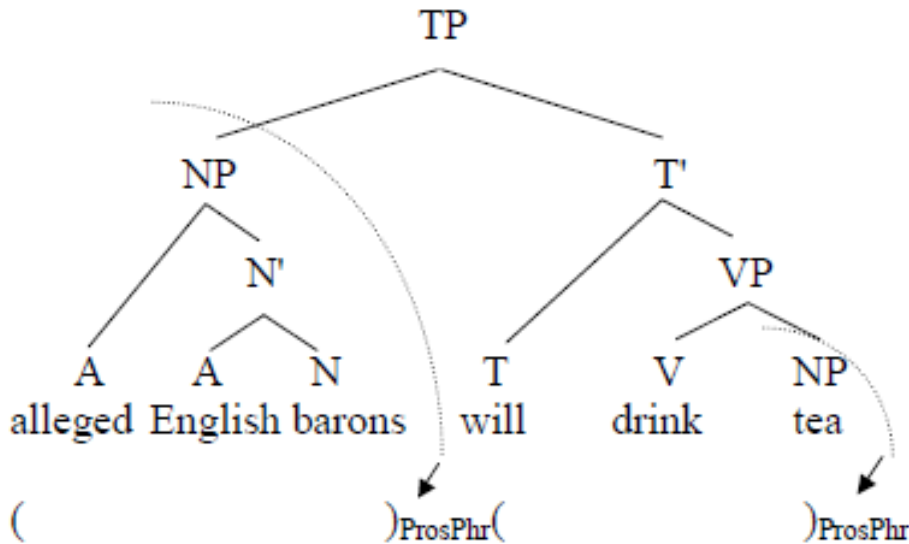 TP
NP T'
N' VP
A A N T V NP
alleged English barons will drink tea
( )ProsPhr( )ProsPhr